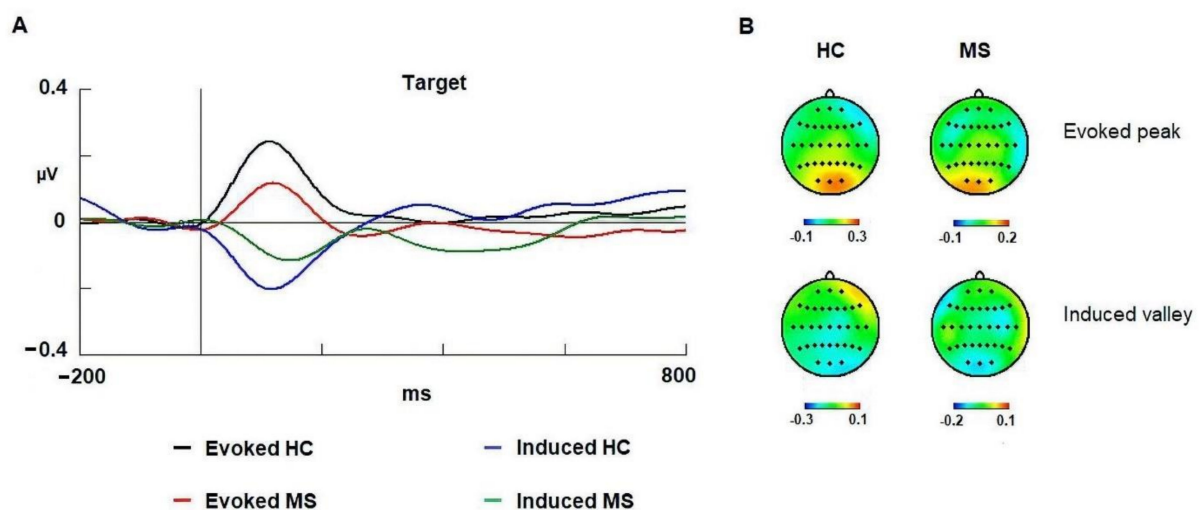 A
Target
0.4
µV
0
−0.4
−200
ms
800
Evoked HC
Induced HC
Evoked MS
Induced MS
B
HC
MS
Evoked peak
-0.1
0.3
-0.1
0.2
Induced valley
-0.3
0.1
-0.2
0.1